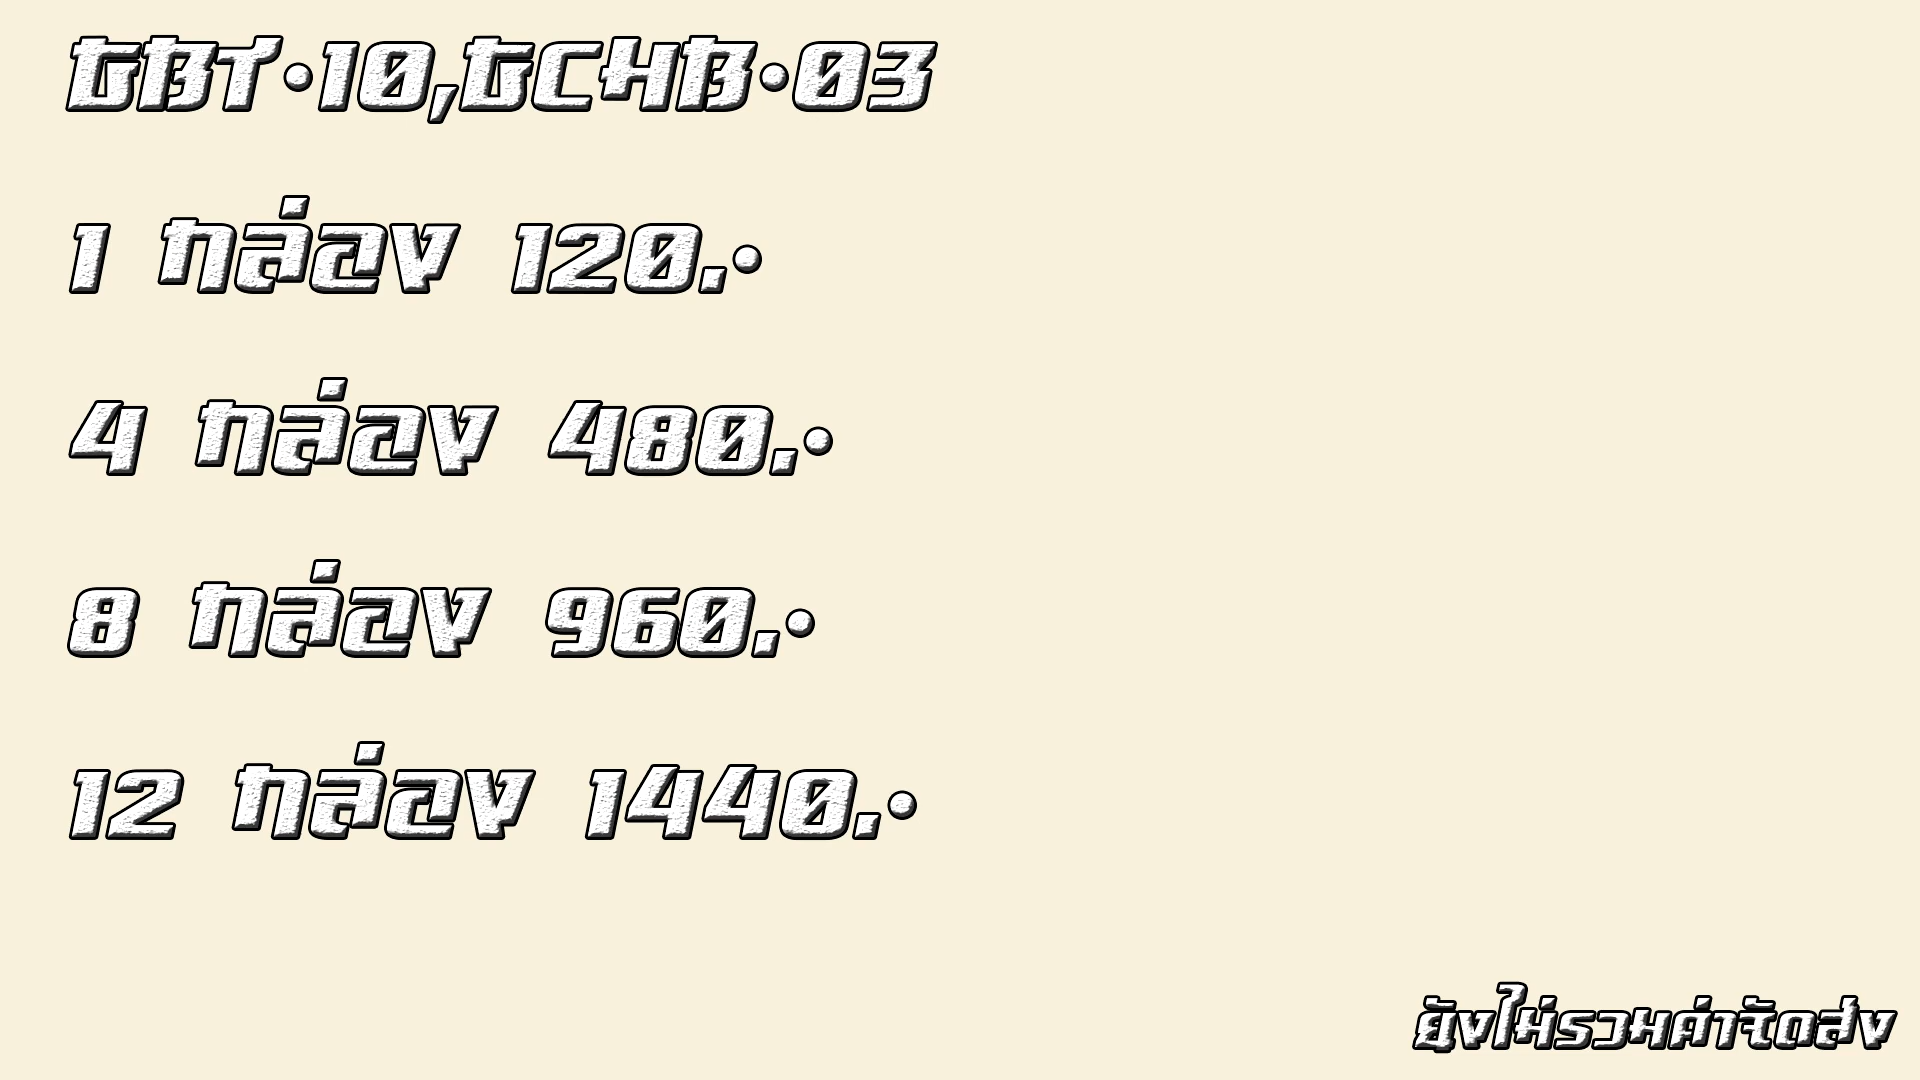 GBT-10,GCHB-03
1 กล่อง 120.-
4 กล่อง 480.-
8 กล่อง 960.-
12 กล่อง 1440.-
ยังไม่รวมค่าจัดส่ง